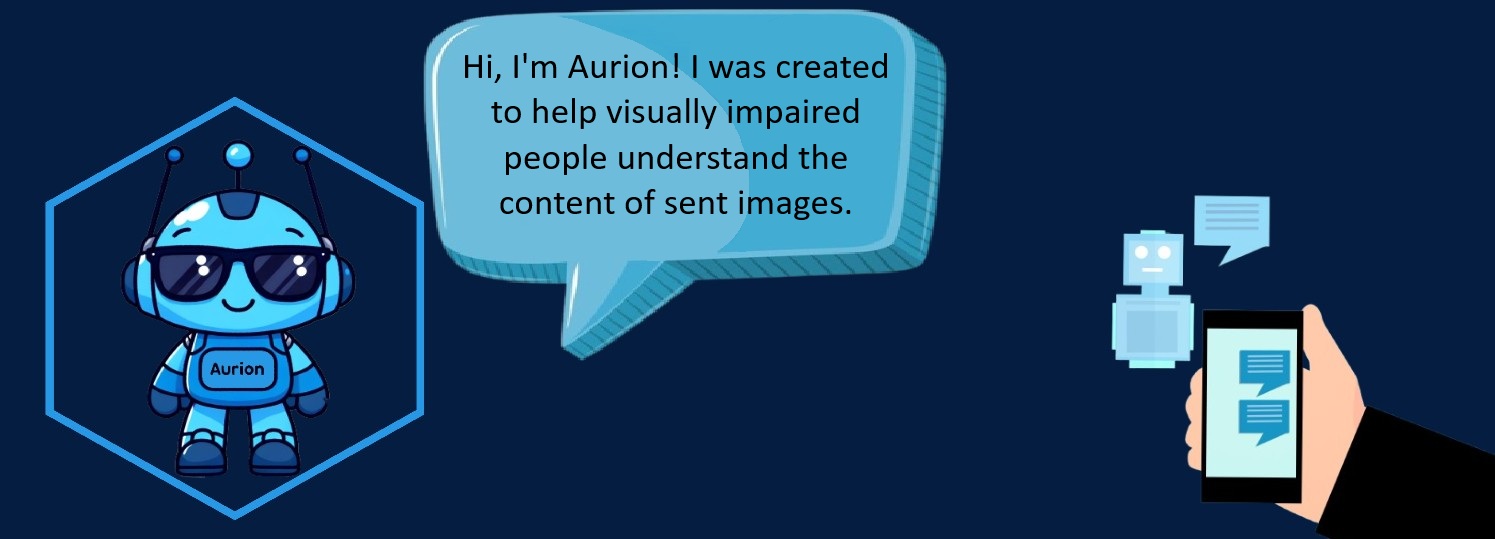 Hi, I'm Aurion! I was created
to help visually impaired
people understand the
content of sent images.
Aurion